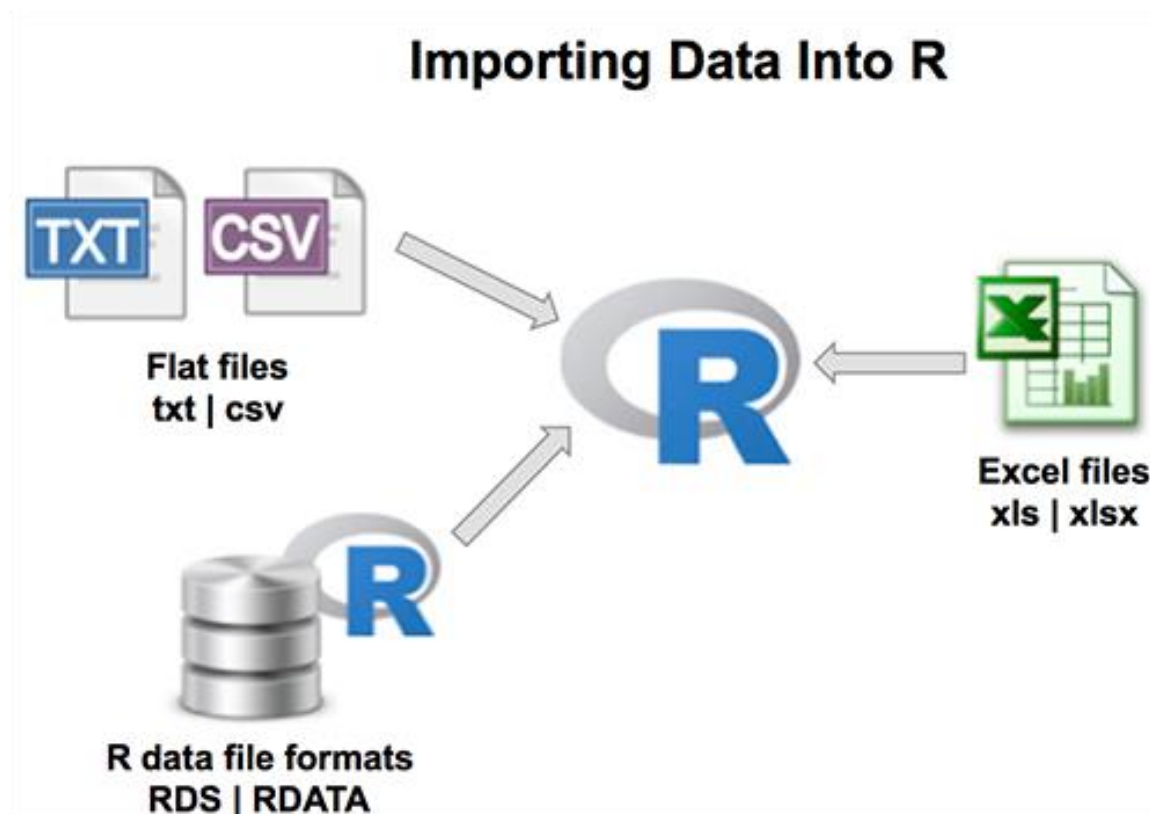 Importing Data Into R
TXT
CSV
Flat files
txt | csv
R
Excel files
xls | xlsx
R
R data file formats
RDS | RDATA